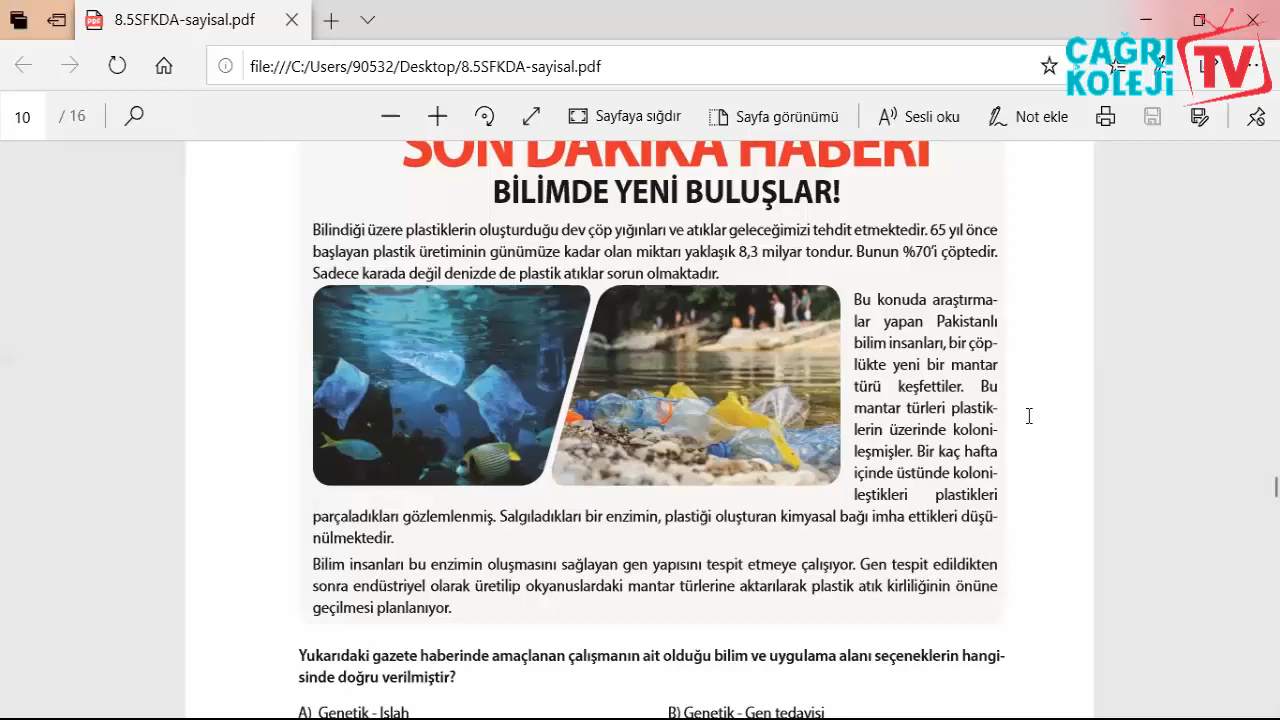 8.5SFKDA-sayisal.pdf
file:///C:/Users/90532/Desktop/8.5SFKDA-sayisal.pdf
ÇAĞRI
KOLEJİ TV
10 / 16
Sayfaya sığdır
Sayfa görünümü
Sesli oku
Not ekle
SON DAKİKA HABERİ
BİLİMDE YENİ BULUŞLAR!
Bilindiği üzere plastiklerin oluşturduğu dev çöp yığınları ve atıklar geleceğimizi tehdit etmektedir. 65 yıl önce
başlayan plastik üretiminin günümüze kadar olan miktarı yaklaşık 8,3 milyar tondur. Bunun %70'i çöptedir.
Sadece karada değil denizde de plastik atıklar sorun olmaktadır.
Bu konuda araştırma-
lar yapan Pakistanlı
bilim insanları, bir çöp-
lükte yeni bir mantar
türü keşfettiler. Bu
mantar türleri plastik-
lerin üzerinde koloni-
leşmişler. Bir kaç hafta
içinde üstünde koloni-
leştikleri plastikleri
parçaladıkları gözlemlenmiş. Salgıladıkları bir enzimin, plastiği oluşturan kimyasal bağı imha ettikleri düşü-
nülmektedir.
Bilim insanları bu enzimin oluşmasını sağlayan gen yapısını tespit etmeye çalışıyor. Gen tespit edildikten
sonra endüstriyel olarak üretilip okyanuslardaki mantar türlerine aktarılarak plastik atık kirliliğinin önüne
geçilmesi planlanıyor.
Yukarıdaki gazete haberinde amaçlanan çalışmanın ait olduğu bilim ve uygulama alanı seçeneklerin hangi-
sinde doğru verilmiştir?
A) Genetik - Islah
B) Genetik - Gen tedavisi